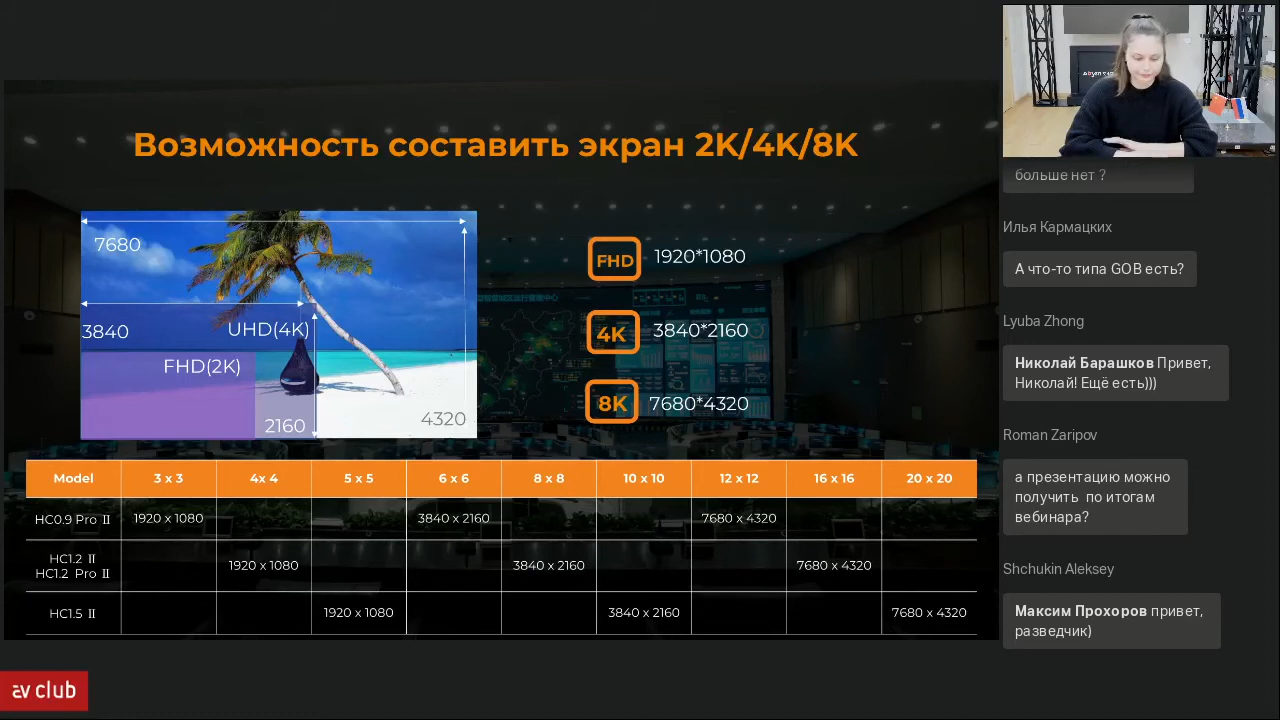 Возможность составить экран 2K/4K/8K
7680
3840
UHD(4K)
FHD(2K)
2160
4320
FHD 1920*1080
4K 3840*2160
8K 7680*4320
Model 3 x 3 4x 4 5 x 5 6 x 6 8 x 8 10 x 10 12 x 12 16 x 16 20 x 20
HC0.9 Pro Ⅱ 1920 x 1080 3840 x 2160 7680 x 4320
HC1.2 Ⅱ
HC1.2 Pro Ⅱ 1920 x 1080 3840 x 2160 7680 x 4320
HC1.5 Ⅱ 1920 x 1080 3840 x 2160 7680 x 4320
av club
больше нет ?
Илья Кармацких
А что-то типа GOB есть?
Lyuba Zhong
Николай Барашков Привет,
Николай! Ещё есть)))
Roman Zaripov
а презентацию можно
получить по итогам
вебинара?
Shchukin Aleksey
Максим Прохоров привет,
разведчик)